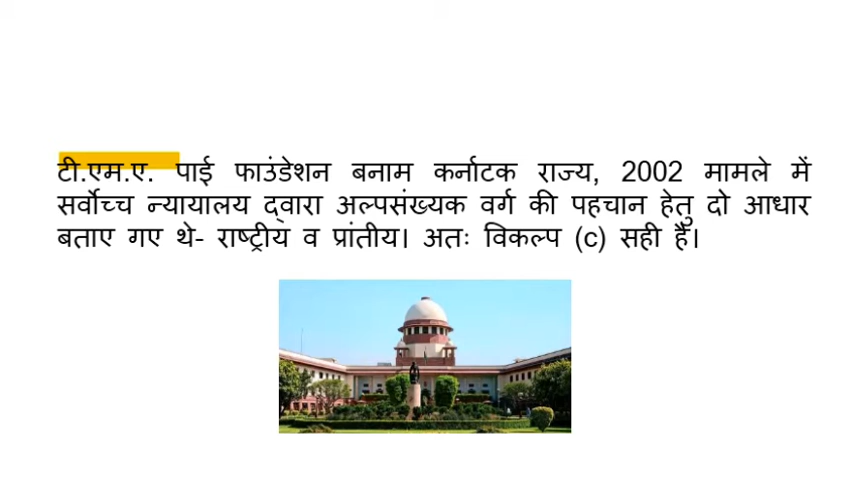 टी.एम.ए. पाई फाउंडेशन बनाम कर्नाटक राज्य, 2002 मामले में
सर्वोच्च न्यायालय द्वारा अल्पसंख्यक वर्ग की पहचान हेतु दो आधार
बताए गए थे- राष्ट्रीय व प्रांतीय। अतः विकल्प (c) सही है।